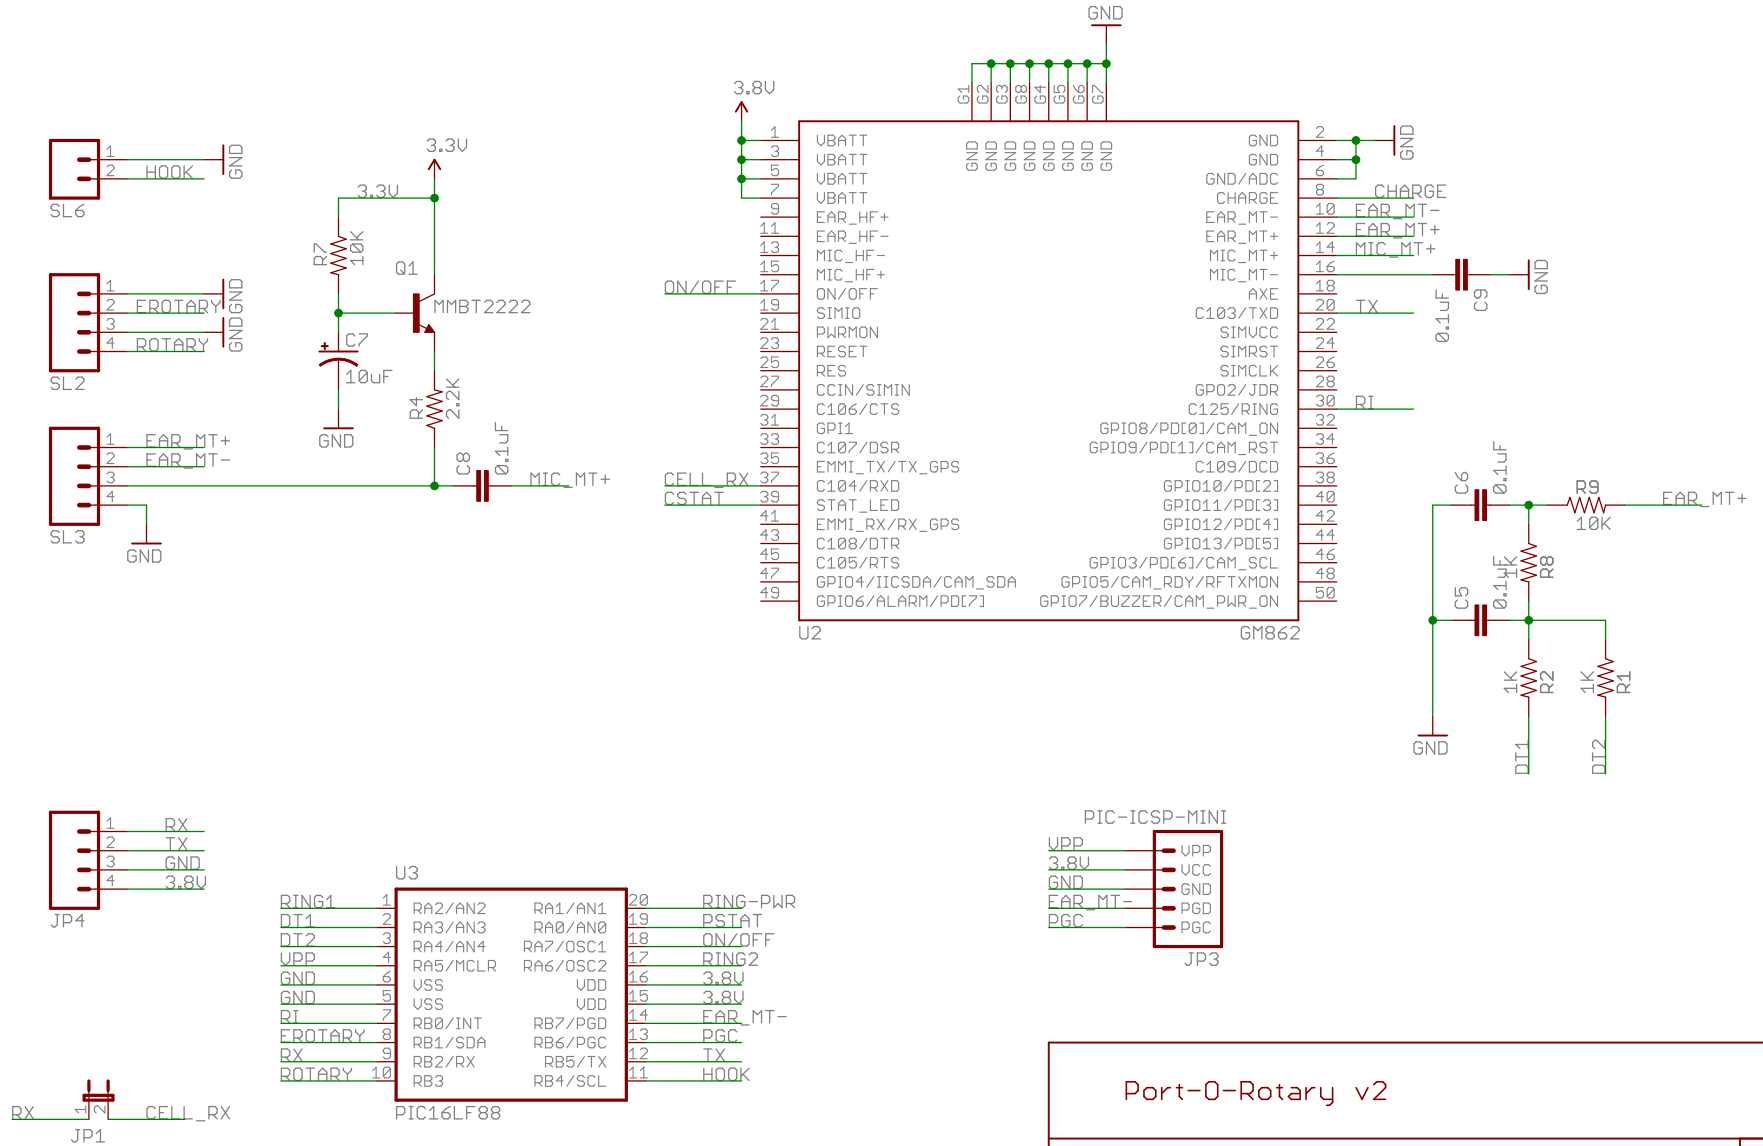 GND
3.8V
G1 G2 G3 G8 G4 G5 G6 G7
GND GND GND GND GND GND GND GND
1 VBATT
3 VBATT
5 VBATT
7 VBATT
9 EAR_HF+
11 EAR_HF-
13 MIC_HF-
15 MIC_HF+
ON/OFF 17 ON/OFF
19 SIMIO
21 PWRMON
23 RESET
25 RES
27 CCIN/SIMIN
29 C106/CTS
31 GPI1
33 C107/DSR
35 EMMI_TX/TX_GPS
CELL_RX 37 C104/RXD
CSTAT 39 STAT_LED
41 EMMI_RX/RX_GPS
43 C108/DTR
45 C105/RTS
47 GPIO4/IICSDA/CAM_SDA
49 GPIO6/ALARM/PD[7]
GND 2 GND
GND 4
GND/ADC 6
CHARGE 8 CHARGE
EAR_MT- 10 EAR_MT-
EAR_MT+ 12 EAR_MT+
MIC_MT+ 14 MIC_MT+
MIC_MT- 16
AXE 18
C103/TXD 20 TX
SIMVCC 22
SIMRST 24
SIMCLK 26
GPO2/JDR 28
C125/RING 30 RI
GPIO8/PD[0]/CAM_ON 32
GPIO9/PD[1]/CAM_RST 34
C109/DCD 36
GPIO10/PD[2] 38
GPIO11/PD[3] 40
GPIO12/PD[4] 42
GPIO13/PD[5] 44
GPIO3/PD[6]/CAM_SCL 46
GPIO5/CAM_RDY/RFTXMON 48
GPIO7/BUZZER/CAM_PWR_ON 50
U2 GM862
0.1uF C9 GND
1 GND
2 HOOK
SL6
1 GND
2 EROTARY
3 GND
4 ROTARY
SL2
1 EAR_MT+
2 EAR_MT-
3
4
SL3
GND
3.3V
3.3V
R7 10K
Q1
MMBT2222
C7
10uF
GND
R4 2.2K
C8 0.1uF
MIC_MT+
C6 0.1uF
R9
10K
EAR_MT+
1K R8
C5 0.1uF
1K R2
1K R1
GND
DT1 DT2
1 RX
2 TX
3 GND
4 3.8V
JP4
U3
RING1 1 RA2/AN2 RA1/AN1 20 RING-PWR
DT1 2 RA3/AN3 RA0/AN0 19 PSTAT
DT2 3 RA4/AN4 RA7/OSC1 18 ON/OFF
VPP 4 RA5/MCLR RA6/OSC2 17 RING2
GND 6 VSS VDD 16 3.8V
GND 5 VSS VDD 15 3.8V
RI 7 RB0/INT RB7/PGD 14 EAR_MT-
EROTARY 8 RB1/SDA RB6/PGC 13 PGC
RX 9 RB2/RX RB5/TX 12 TX
ROTARY 10 RB3 RB4/SCL 11 HOOK
PIC16LF88
PIC-ICSP-MINI
VPP VPP
3.8V VCC
GND GND
EAR_MT- PGD
PGC PGC
JP3
RX 1 2 CELL_RX
JP1
Port-O-Rotary v2